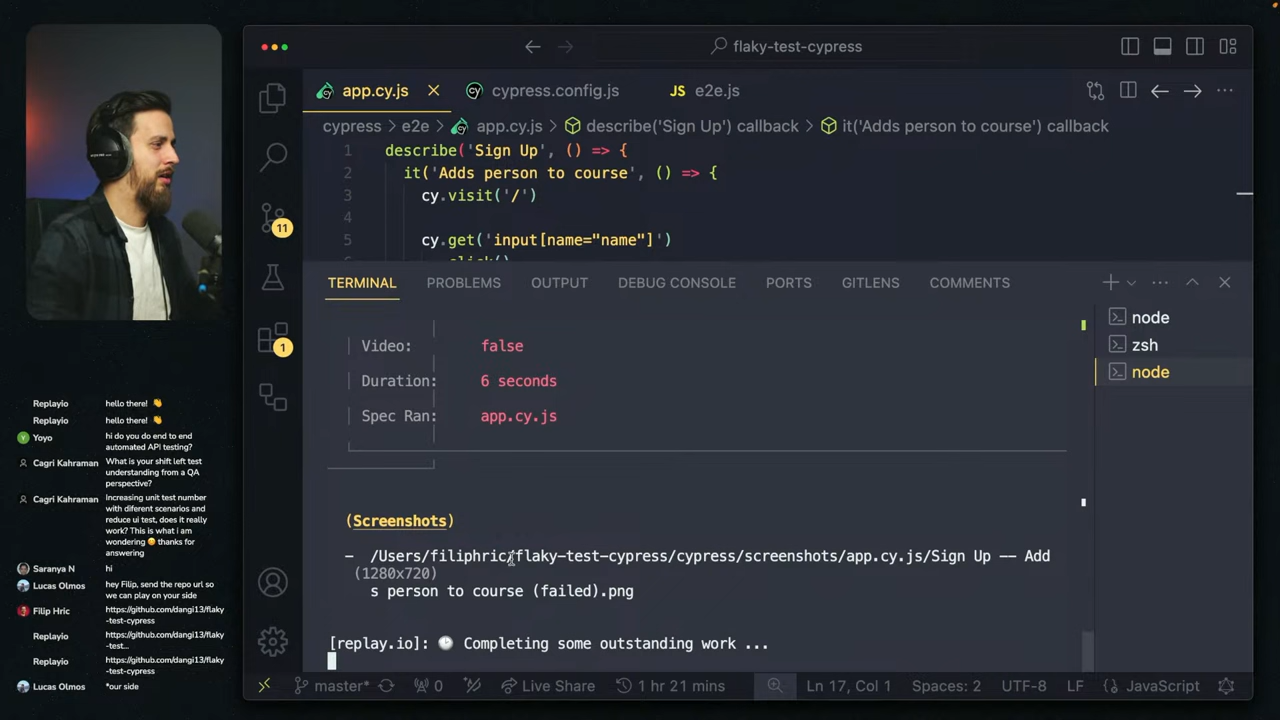 flaky-test-cypress
app.cy.js
cypress.config.js
JS e2e.js
cypress > e2e > app.cy.js > describe('Sign Up') callback > it('Adds person to course') callback
1 describe('Sign Up', () => {
2 it('Adds person to course', () => {
3 cy.visit('/')
4
5 cy.get('input[name="name"]')
TERMINAL PROBLEMS OUTPUT DEBUG CONSOLE PORTS GITLENS COMMENTS
11
1
Video: false
Duration: 6 seconds
Spec Ran: app.cy.js
(Screenshots)
- /Users/filiphric/flaky-test-cypress/cypress/screenshots/app.cy.js/Sign Up -- Add
(1280x720)
s person to course (failed).png
[replay.io]: 🕒 Completing some outstanding work ...
node
zsh
node
master* 0 Live Share 1 hr 21 mins Ln 17, Col 1 Spaces: 2 UTF-8 LF {} JavaScript
Replayio hello there! 👋
Replayio hello there! 👋
Y Yoyo hi do you do end to end
automated API testing?
Cagri Kahraman What is your shift left test
understanding from a QA
perspective?
Cagri Kahraman Increasing unit test number
with diferent scenarios and
reduce ui test, does it really
work? This is what i am
wondering 😊 thanks for
answering
Saranya N hi
Lucas Olmos hey Filip, send the repo url so
we can play on your side
Filip Hric https://github.com/dangi13/flaky
-test-cypress
Replayio https://github.com/dangi13/flaky
-test...
Replayio https://github.com/dangi13/flaky
-test-cypress
Lucas Olmos *our side